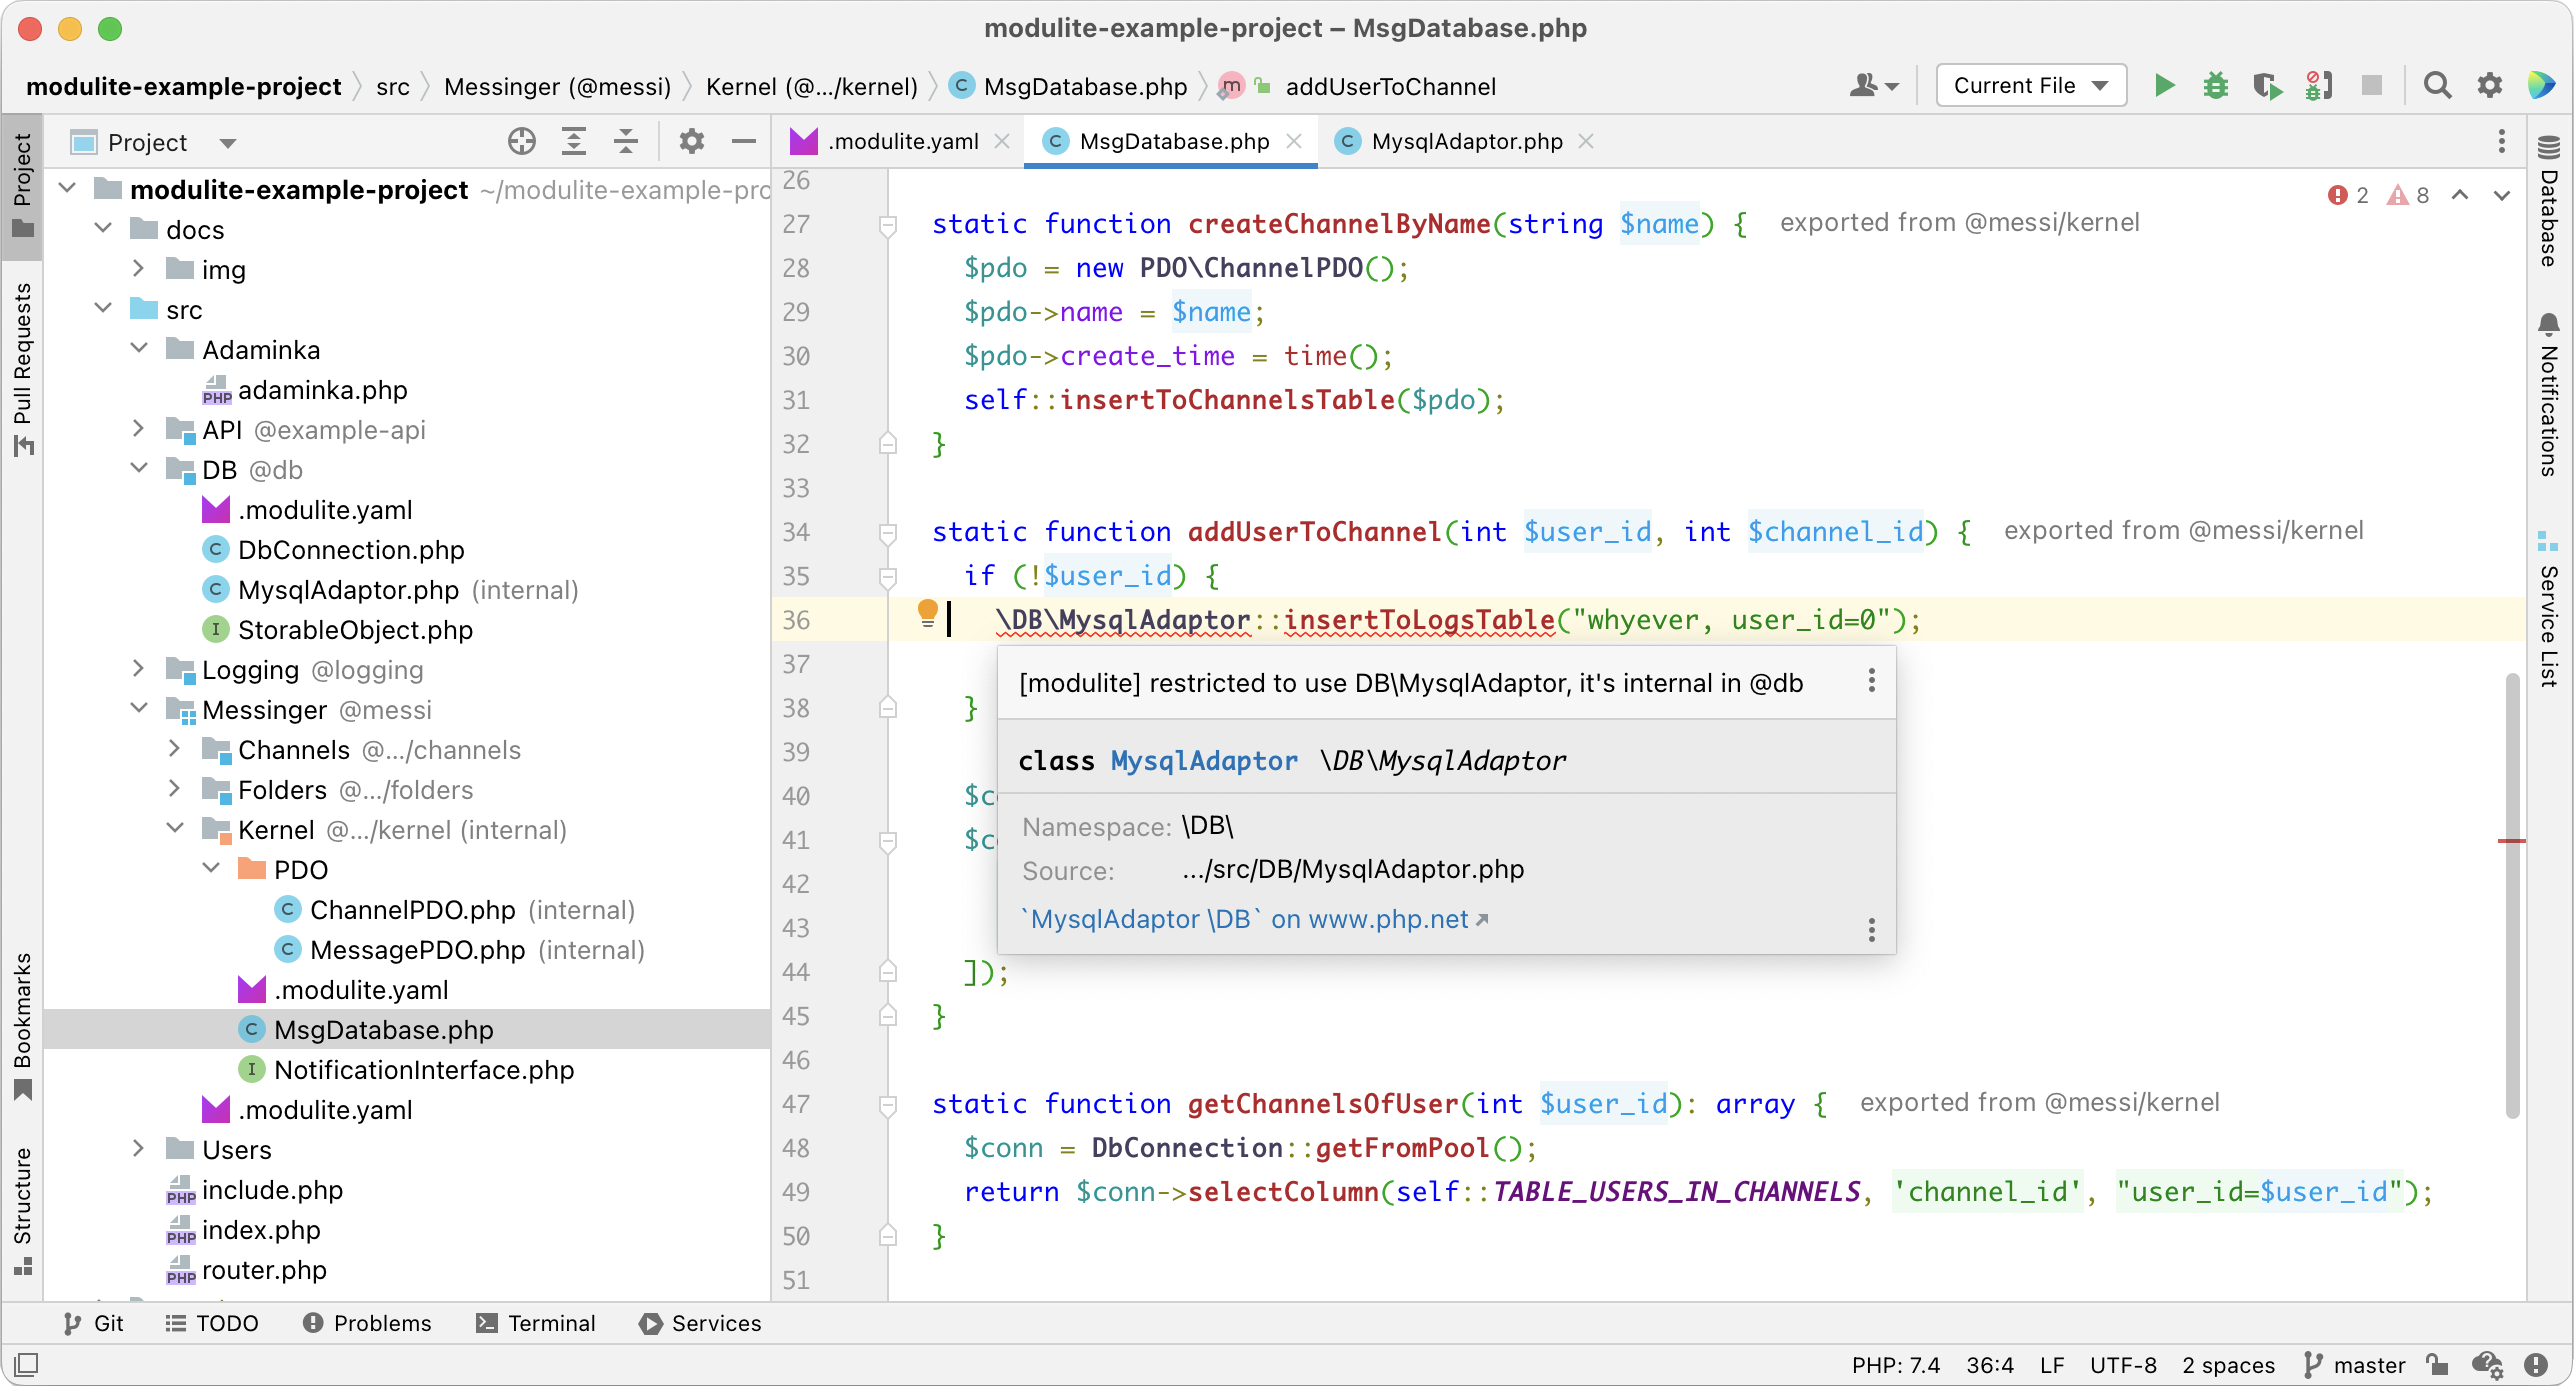 modulite-example-project – MsgDatabase.php
modulite-example-project src Messinger (@messi) Kernel (@.../kernel) C MsgDatabase.php m addUserToChannel
Current File
Project
.modulite.yaml
C MsgDatabase.php
C MysqlAdaptor.php
Project
Pull Requests
Bookmarks
Structure
modulite-example-project ~/modulite-example-pro
docs
img
src
Adaminka
PHP adaminka.php
API @example-api
DB @db
.modulite.yaml
C DbConnection.php
C MysqlAdaptor.php (internal)
I StorableObject.php
Logging @logging
Messinger @messi
Channels @.../channels
Folders @.../folders
Kernel @.../kernel (internal)
PDO
C ChannelPDO.php (internal)
C MessagePDO.php (internal)
.modulite.yaml
C MsgDatabase.php
I NotificationInterface.php
.modulite.yaml
Users
PHP include.php
PHP index.php
PHP router.php
2 8
26
27 static function createChannelByName(string $name) { exported from @messi/kernel
28 $pdo = new PDO\ChannelPDO();
29 $pdo->name = $name;
30 $pdo->create_time = time();
31 self::insertToChannelsTable($pdo);
32 }
33
34 static function addUserToChannel(int $user_id, int $channel_id) { exported from @messi/kernel
35 if (!$user_id) {
36 \DB\MysqlAdaptor::insertToLogsTable("whyever, user_id=0");
37
38 }
39
40 $c
41 $c
42
43
44 ]);
45 }
46
47 static function getChannelsOfUser(int $user_id): array { exported from @messi/kernel
48 $conn = DbConnection::getFromPool();
49 return $conn->selectColumn(self::TABLE_USERS_IN_CHANNELS, 'channel_id', "user_id=$user_id");
50 }
51
[modulite] restricted to use DB\MysqlAdaptor, it's internal in @db
class MysqlAdaptor \DB\MysqlAdaptor
Namespace: \DB\
Source: .../src/DB/MysqlAdaptor.php
`MysqlAdaptor \DB` on www.php.net
Database
Notifications
Service List
Git TODO Problems Terminal Services
PHP: 7.4 36:4 LF UTF-8 2 spaces master